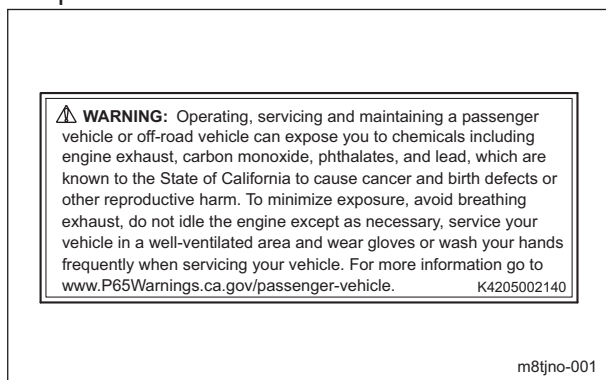 ⚠ WARNING: Operating, servicing and maintaining a passenger
vehicle or off-road vehicle can expose you to chemicals including
engine exhaust, carbon monoxide, phthalates, and lead, which are
known to the State of California to cause cancer and birth defects or
other reproductive harm. To minimize exposure, avoid breathing
exhaust, do not idle the engine except as necessary, service your
vehicle in a well-ventilated area and wear gloves or wash your hands
frequently when servicing your vehicle. For more information go to
www.P65Warnings.ca.gov/passenger-vehicle. K4205002140
m8tjno-001